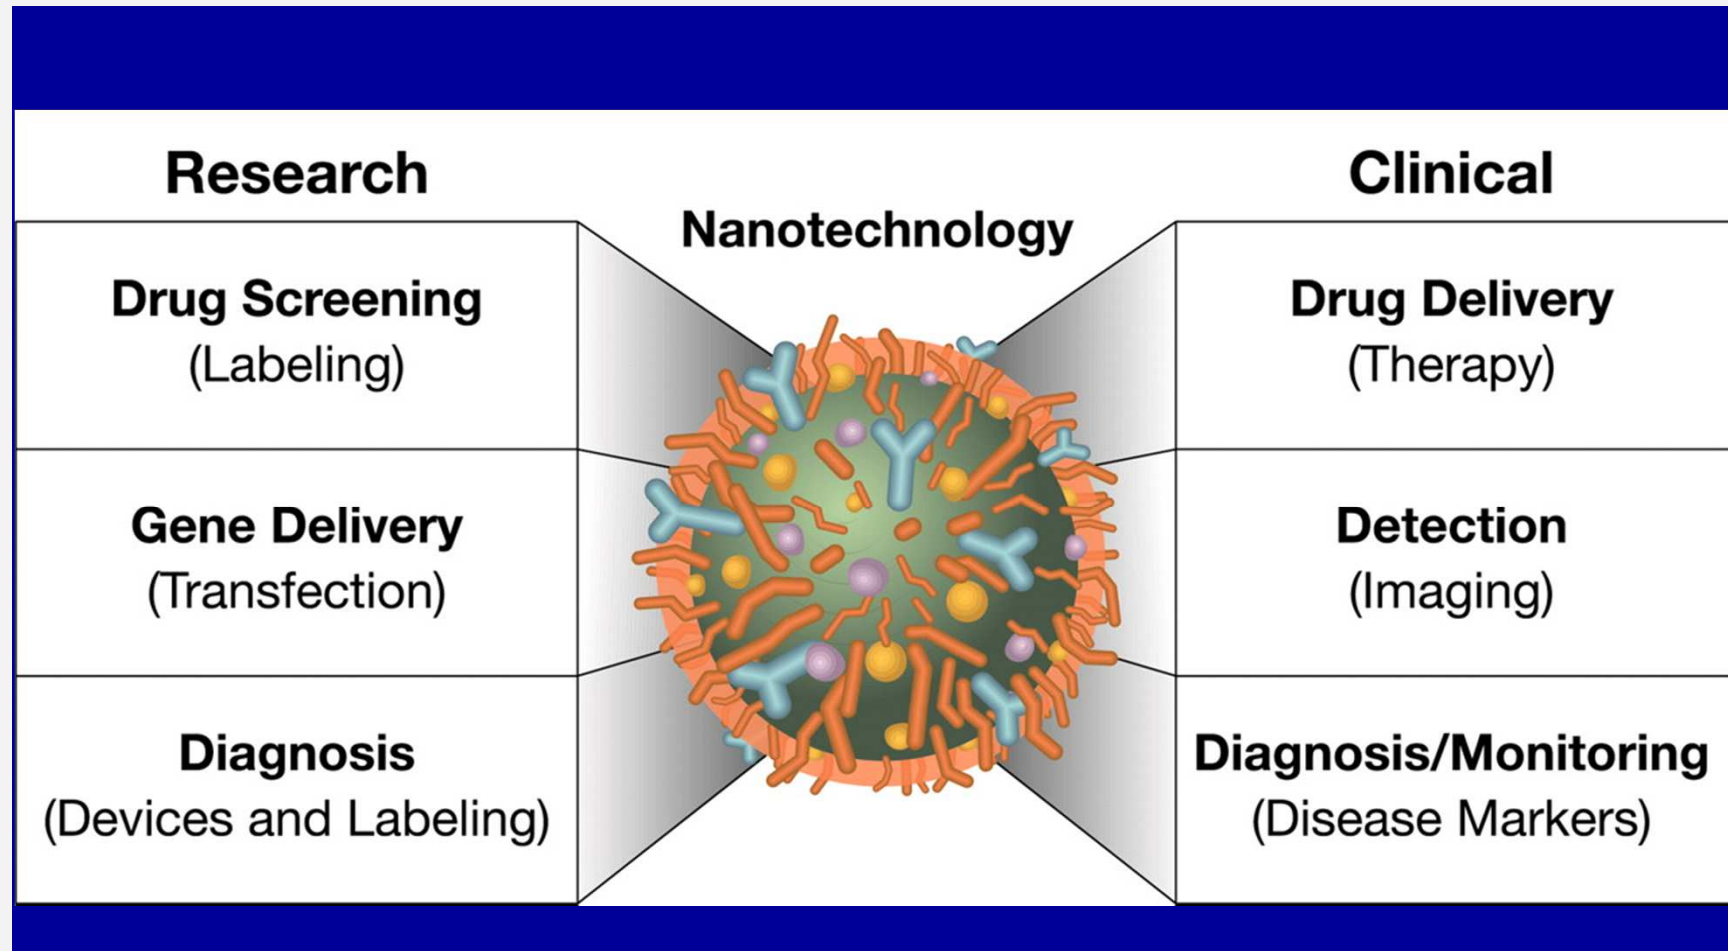 Research
Drug Screening
(Labeling)
Gene Delivery
(Transfection)
Diagnosis
(Devices and Labeling)
Nanotechnology
Clinical
Drug Delivery
(Therapy)
Detection
(Imaging)
Diagnosis/Monitoring
(Disease Markers)